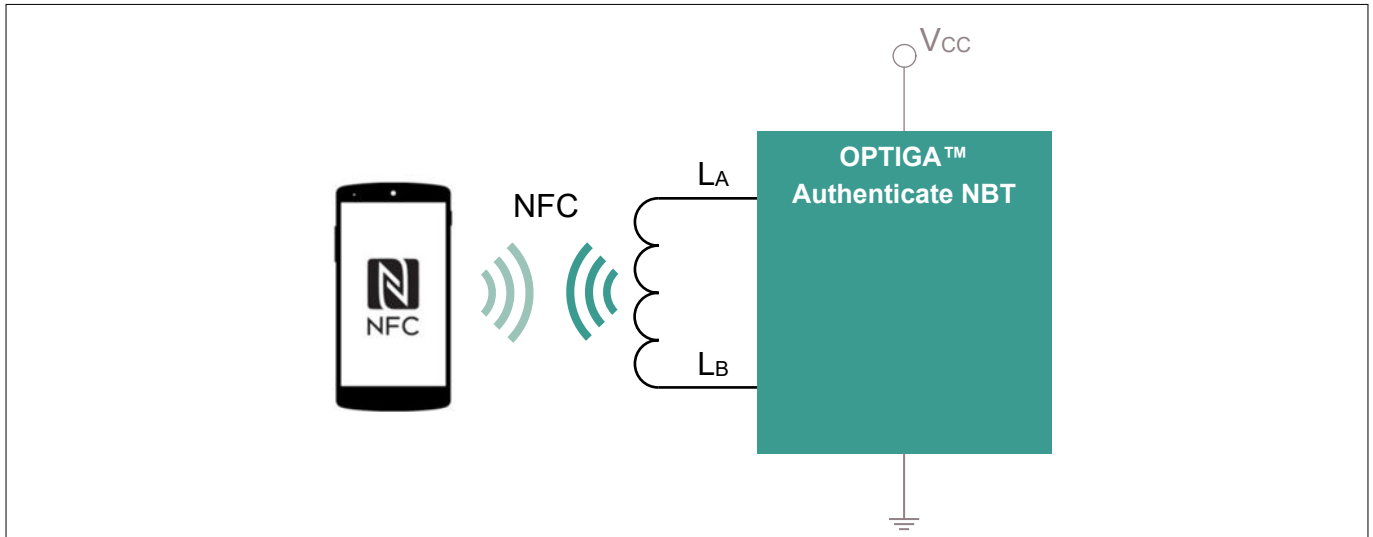 VCC
OPTIGA™
Authenticate NBT
LA
NFC
NFC
LB